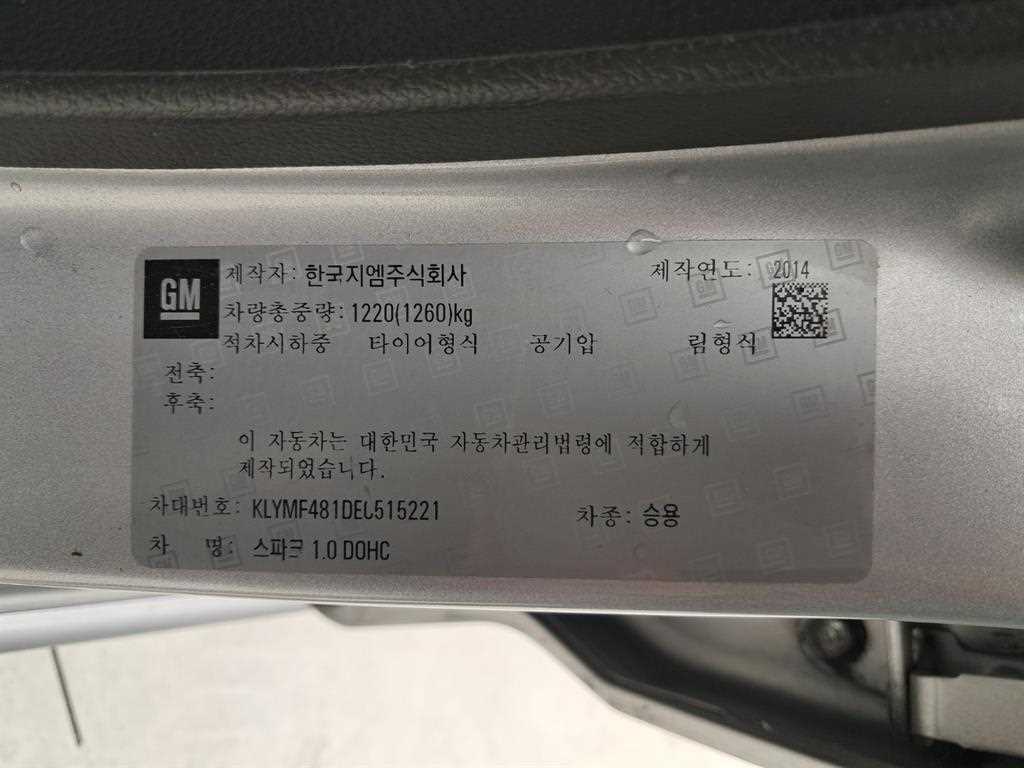 GM
제작자: 한국지엠주식회사 제작연도: 2014
차량총중량: 1220(1260)kg
적차시하중 타이어형식 공기압 림형식
전축:
후축:
이 자동차는 대한민국 자동차관리법령에 적합하게
제작되었습니다.
차대번호: 차종: 승용
차 명: 스파크 1.0 DOHC